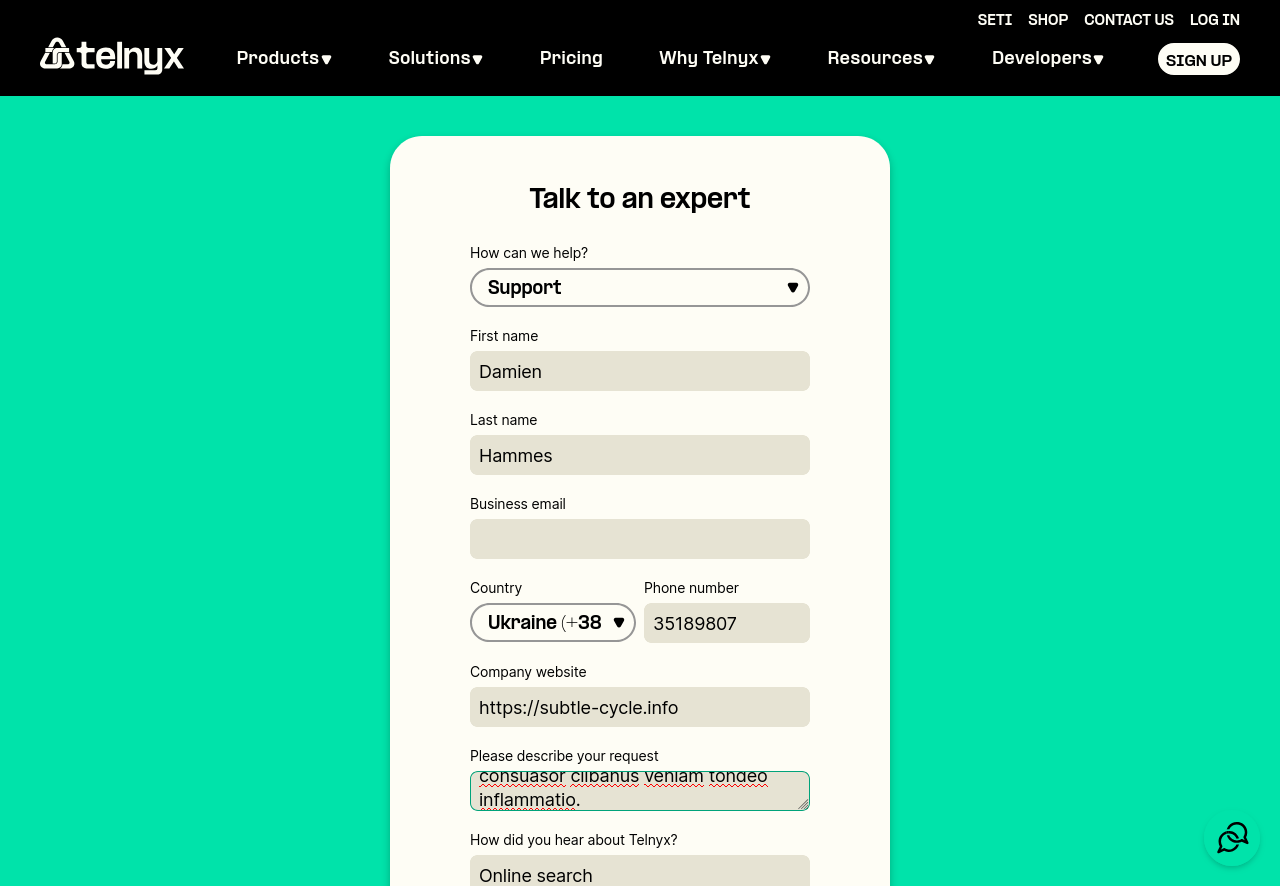 SETI SHOP CONTACT US LOG IN
telnyx Products Solutions Pricing Why Telnyx Resources Developers SIGN UP
Talk to an expert
How can we help?
Support
First name
Damien
Last name
Hammes
Business email
Country Phone number
Ukraine (+38 35189807
Company website
https://subtle-cycle.info
Please describe your request
consuasor clibanus veniam tondeo
inflammatio.
How did you hear about Telnyx?
Online search